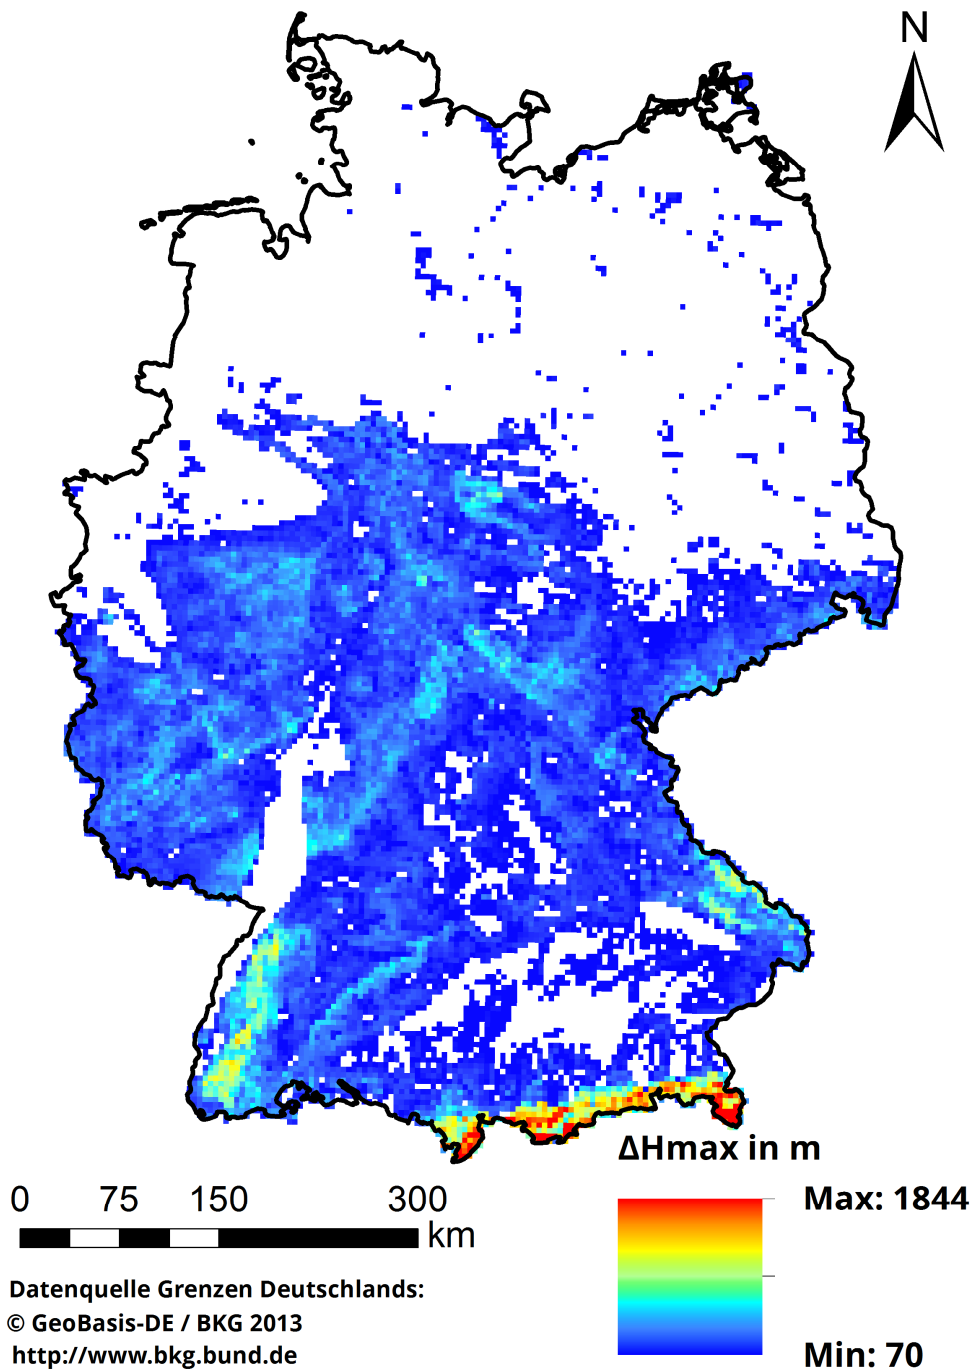 N
ΔHmax in m
Max: 1844
Min: 70
0 75 150 300
km
Datenquelle Grenzen Deutschlands:
© GeoBasis-DE / BKG 2013
http://www.bkg.bund.de